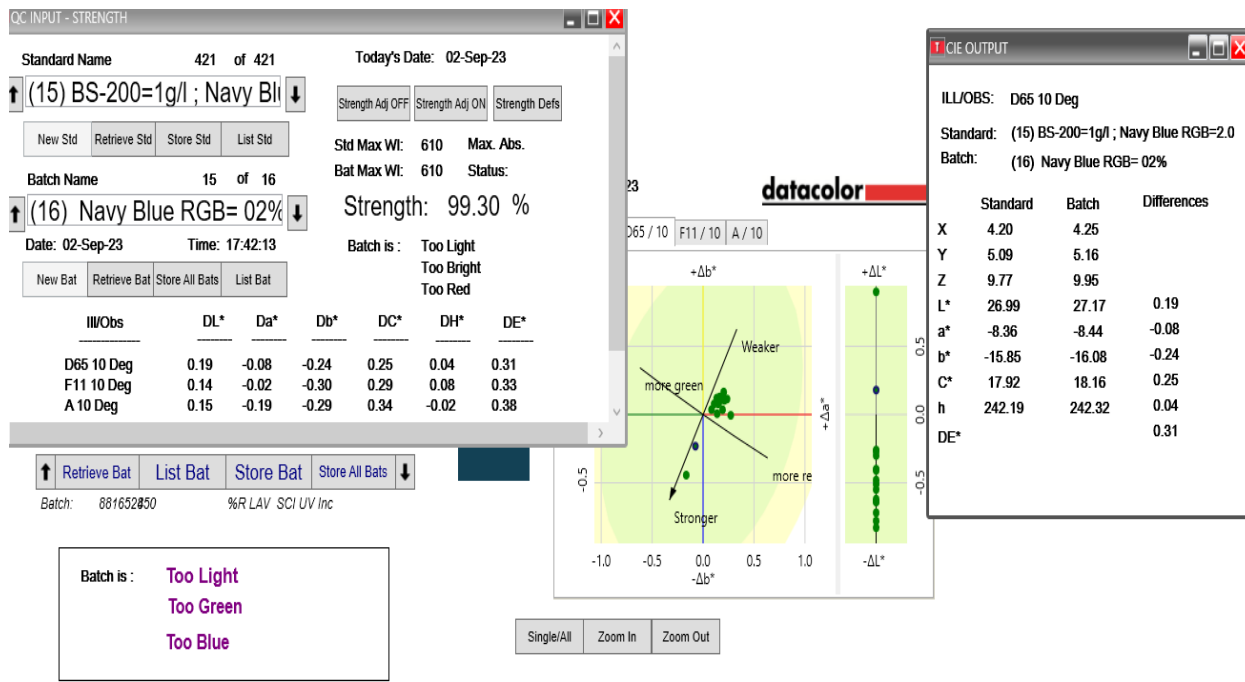 QC INPUT - STRENGTH
Standard Name 421 of 421
(15) BS-200=1g/l ; Navy Blu
New Std Retrieve Std Store Std List Std
Batch Name 15 of 16
(16) Navy Blue RGB= 02%
Date: 02-Sep-23 Time: 17:42:13
New Bat Retrieve Bat Store All Bats List Bat
Today's Date: 02-Sep-23
Strength Adj OFF Strength Adj ON Strength Defs
Std Max Wl: 610 Max. Abs.
Bat Max Wl: 610 Status:
Strength: 99.30 %
Batch is : Too Light
Too Bright
Too Red
Ill/Obs DL* Da* Db* DC* DH* DE*
D65 10 Deg 0.19 -0.08 -0.24 0.25 0.04 0.31
F11 10 Deg 0.14 -0.02 -0.30 0.29 0.08 0.33
A 10 Deg 0.15 -0.19 -0.29 0.34 -0.02 0.38
Retrieve Bat List Bat Store Bat Store All Bats
Batch: %R LAV SCI UV Inc
Batch is : Too Light
Too Green
Too Blue
23
datacolor
D65 / 10 F11 / 10 A / 10
+Δb* +ΔL*
Weaker
more green
more re
Stronger
+Δa*
0.5
0.0
-0.5
-0.5
-1.0 -0.5 0.0 0.5 1.0
-Δb* -ΔL*
Single/All Zoom In Zoom Out
CIE OUTPUT
ILL/OBS: D65 10 Deg
Standard: (15) BS-200=1g/l ; Navy Blue RGB=2.0
Batch: (16) Navy Blue RGB= 02%
Standard Batch Differences
X 4.20 4.25
Y 5.09 5.16
Z 9.77 9.95
L* 26.99 27.17 0.19
a* -8.36 -8.44 -0.08
b* -15.85 -16.08 -0.24
C* 17.92 18.16 0.25
h 242.19 242.32 0.04
DE* 0.31